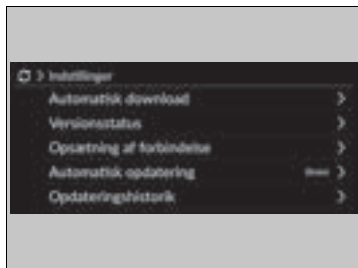 Indstillinger
Automatisk download
Versionsstatus
Opsætning af forbindelse
Automatisk opdatering
Opdateringshistorik